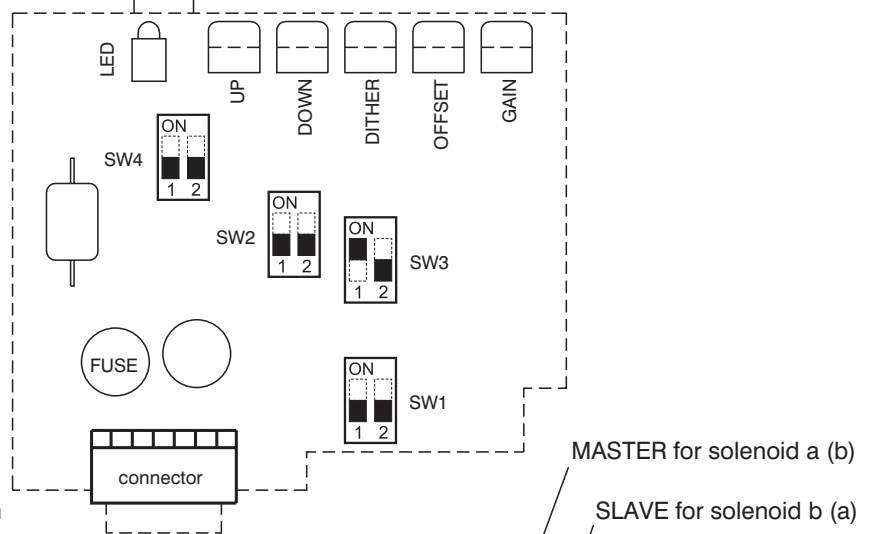 LED
UP
DOWN
DITHER
OFFSET
GAIN
ON
SW4
1 2
ON
SW2
1 2
ON
SW3
1 2
FUSE
ON
SW1
1 2
connector
MASTER for solenoid a (b)
SLAVE for solenoid b (a)